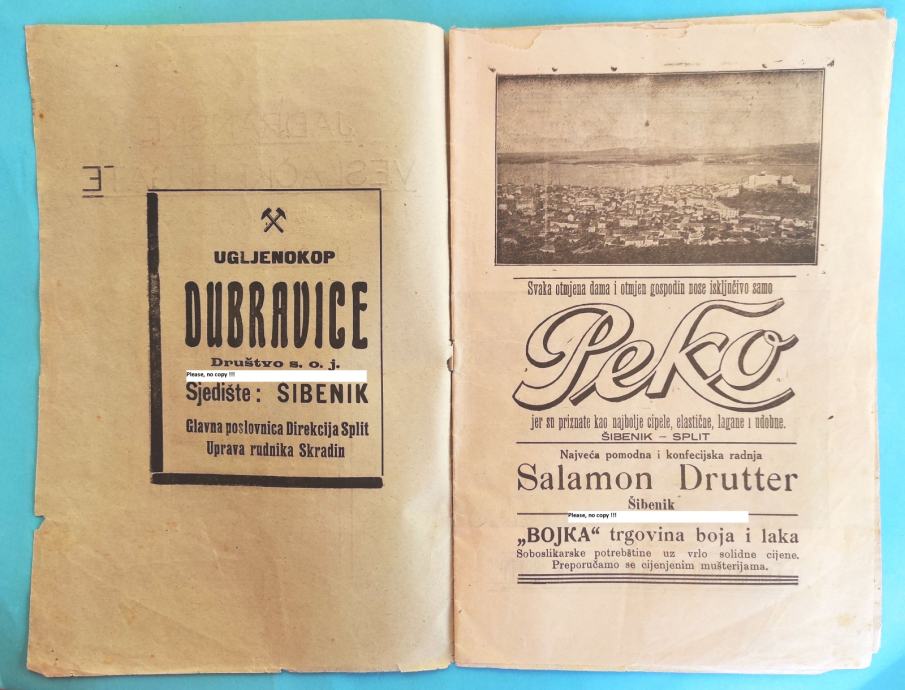 UGLJENOKOP
DUBRAVICE
Društvo s. o. j.
Please, no copy !!!
Sjedište: SIBENIK
Glavna poslovnica Direkcija Split
Uprava rudnika Skradin
Svaka otmjena dama i otmjen gospodin nose isključivo samo
Peko
jer su priznate kao najbolje cipele, elastične, lagane i udobne.
ŠIBENIK – SPLIT
Najveća pomodna i konfecijska radnja
Salamon Drutter
Šibenik
Please, no copy !!!
„BOJKA“ trgovina boja i laka
Soboslikarske potrebštine uz vrlo solidne cijene.
Preporučamo se cijenjenim mušterijama.